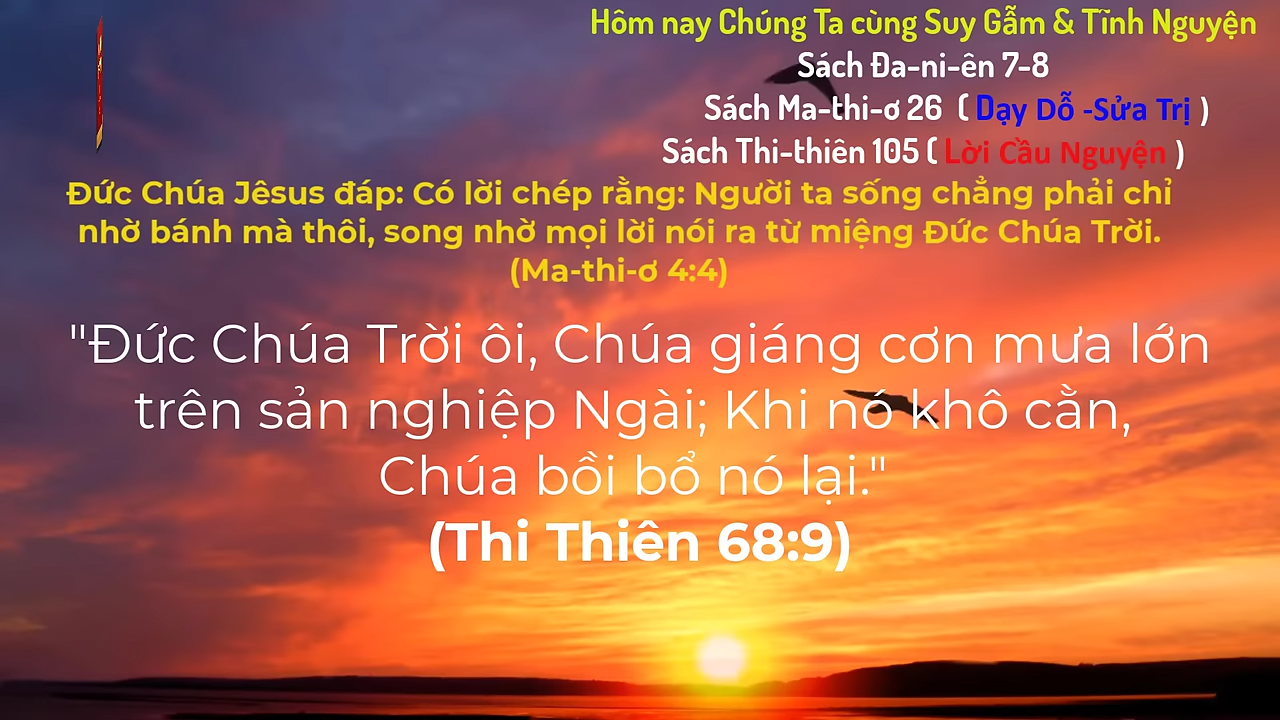 Hôm nay Chúng Ta cùng Suy Gẫm & Tĩnh Nguyện
Sách Đa-ni-ên 7-8
Sách Ma-thi-ơ 26 ( Dạy Dỗ -Sửa Trị )
Sách Thi-thiên 105 ( Lời Cầu Nguyện )
Đức Chúa Jêsus đáp: Có lời chép rằng: Người ta sống chẳng phải chỉ
nhờ bánh mà thôi, song nhờ mọi lời nói ra từ miệng Đức Chúa Trời.
(Ma-thi-ơ 4:4)
"Đức Chúa Trời ôi, Chúa giáng cơn mưa lớn
trên sản nghiệp Ngài; Khi nó khô cằn,
Chúa bồi bổ nó lại."
(Thi Thiên 68:9)